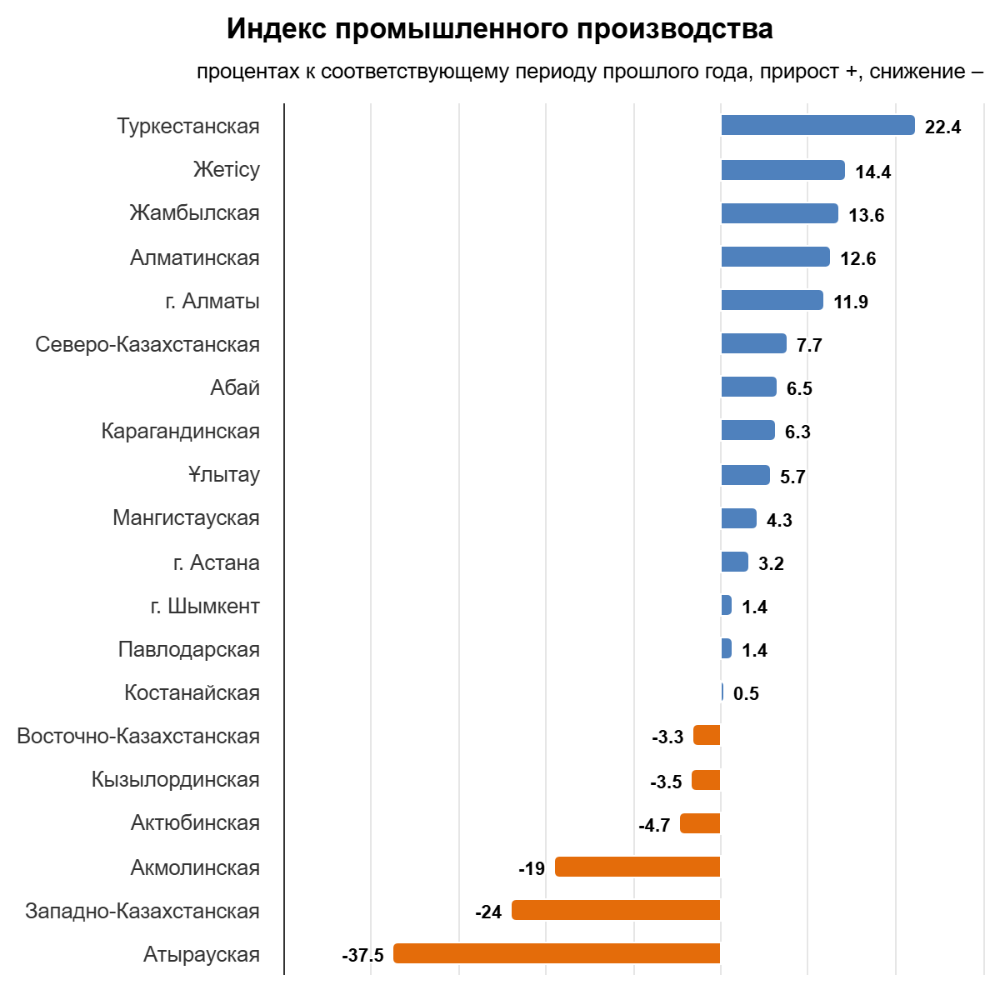 Индекс промышленного производства
процентах к соответствующему периоду прошлого года, прирост +, снижение –
Туркестанская 22.4
Жетісу 14.4
Жамбылская 13.6
Алматинская 12.6
г. Алматы 11.9
Северо-Казахстанская 7.7
Абай 6.5
Карагандинская 6.3
Ұлытау 5.7
Мангистауская 4.3
г. Астана 3.2
г. Шымкент 1.4
Павлодарская 1.4
Костанайская 0.5
Восточно-Казахстанская -3.3
Кызылординская -3.5
Актюбинская -4.7
Акмолинская -19
Западно-Казахстанская -24
Атырауская -37.5